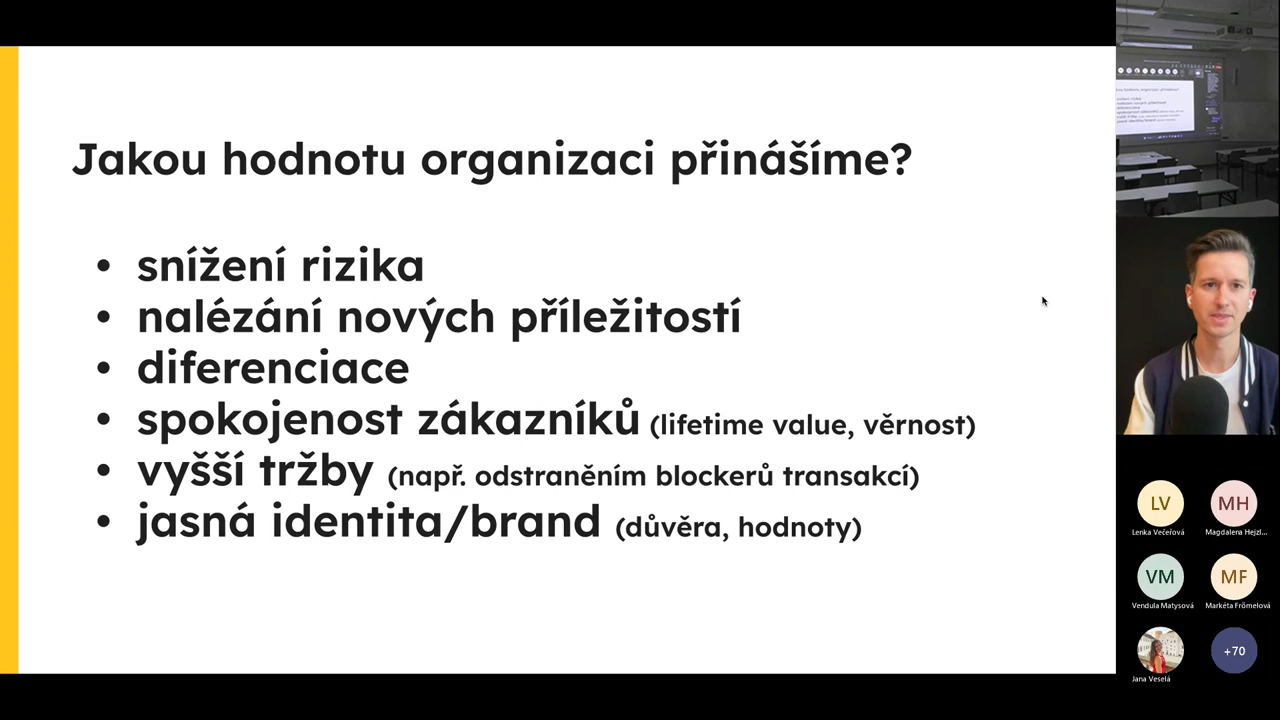 Jakou hodnotu organizaci přinášíme?
• snížení rizika
• nalézání nových příležitostí
• diferenciace
• spokojenost zákazníků (lifetime value, věrnost)
• vyšší tržby (např. odstraněním blockerů transakcí)
• jasná identita/brand (důvěra, hodnoty)
LV
MH
Lenka Večeřová
Magdalena Hejzl...
VM
MF
Vendula Matysová
Markéta Frömelová
+70
Jana Veselá